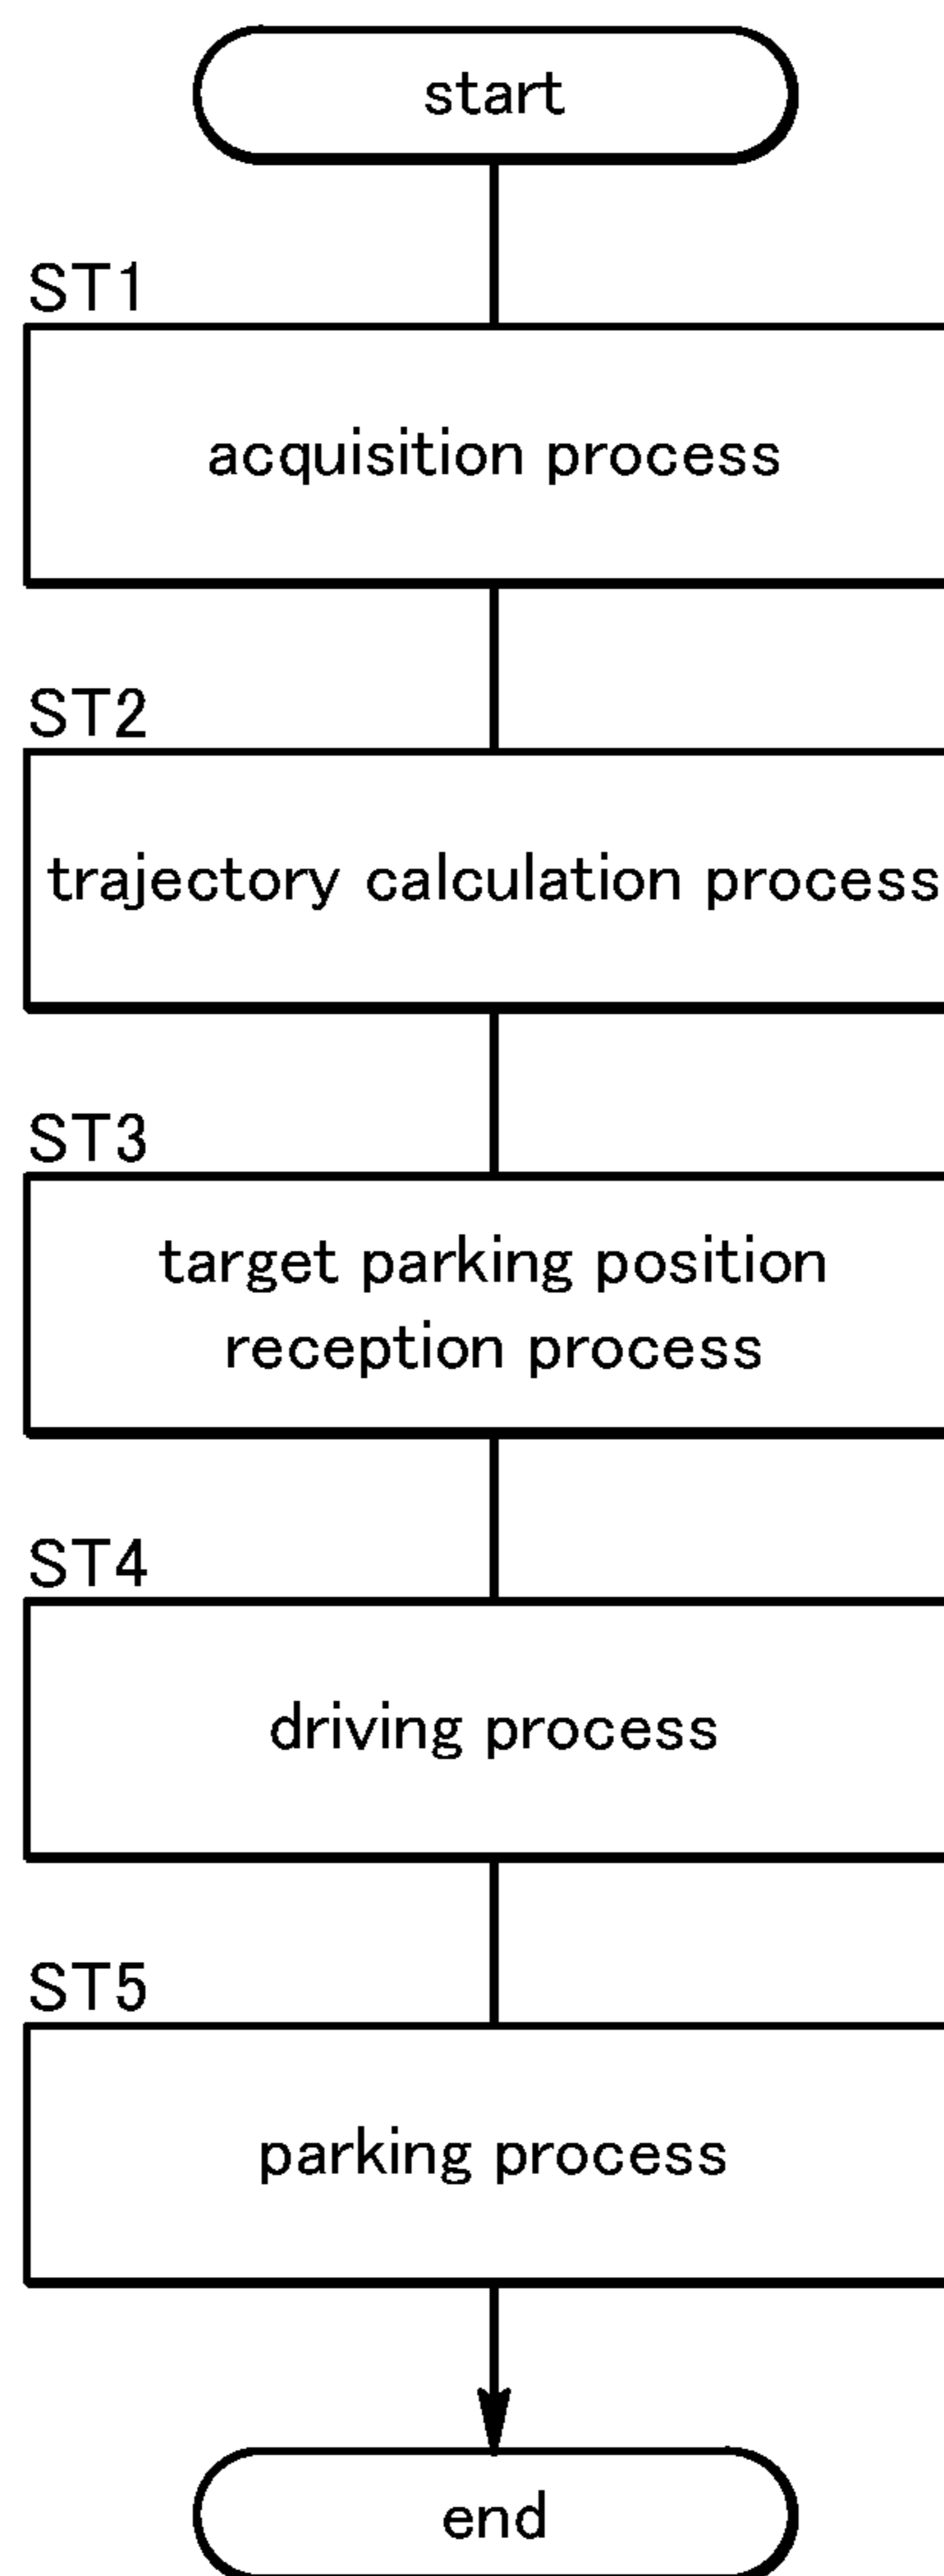 start
ST1
acquisition process
ST2
trajectory calculation process
ST3
target parking position
reception process
ST4
driving process
ST5
parking process
end